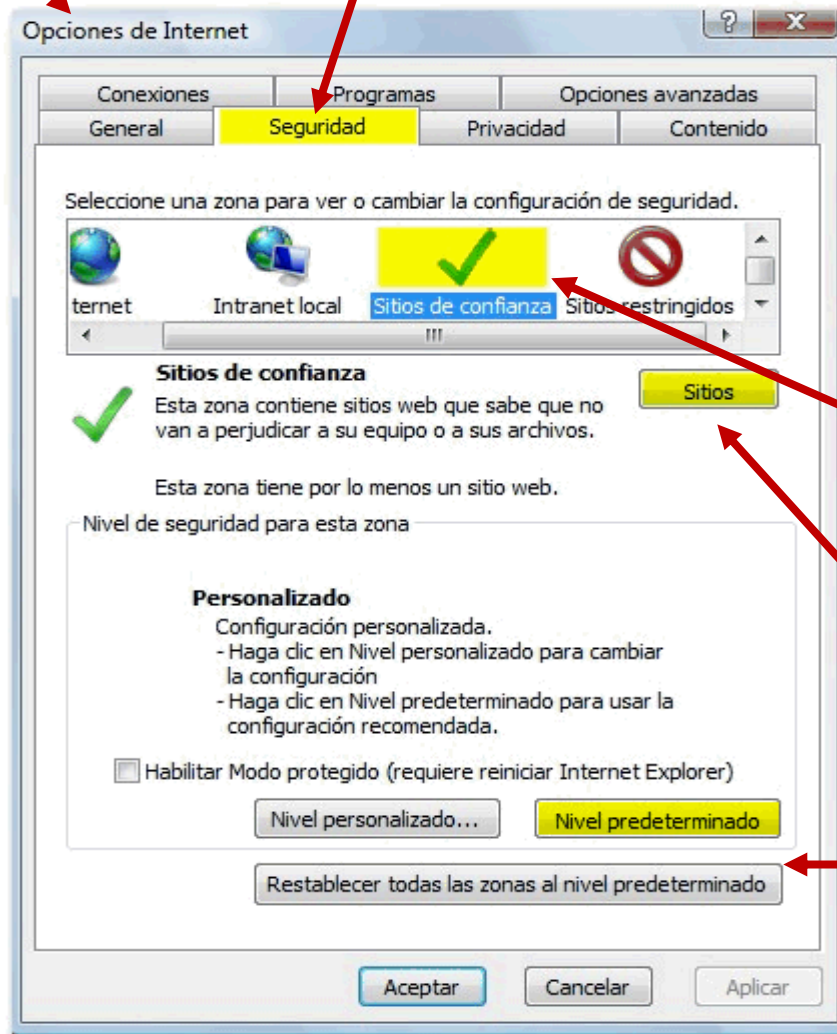 Opciones de Internet
Conexiones Programas Opciones avanzadas
General Seguridad Privacidad Contenido
Seleccione una zona para ver o cambiar la configuración de seguridad.
ternet Intranet local Sitios de confianza Sitios restringidos
Sitios de confianza
Sitios
Esta zona contiene sitios web que sabe que no
van a perjudicar a su equipo o a sus archivos.
Esta zona tiene por lo menos un sitio web.
Nivel de seguridad para esta zona
Personalizado
Configuración personalizada.
- Haga clic en Nivel personalizado para cambiar
la configuración
- Haga clic en Nivel predeterminado para usar la
configuración recomendada.
Habilitar Modo protegido (requiere reiniciar Internet Explorer)
Nivel personalizado... Nivel predeterminado
Restablecer todas las zonas al nivel predeterminado
Aceptar Cancelar Aplicar